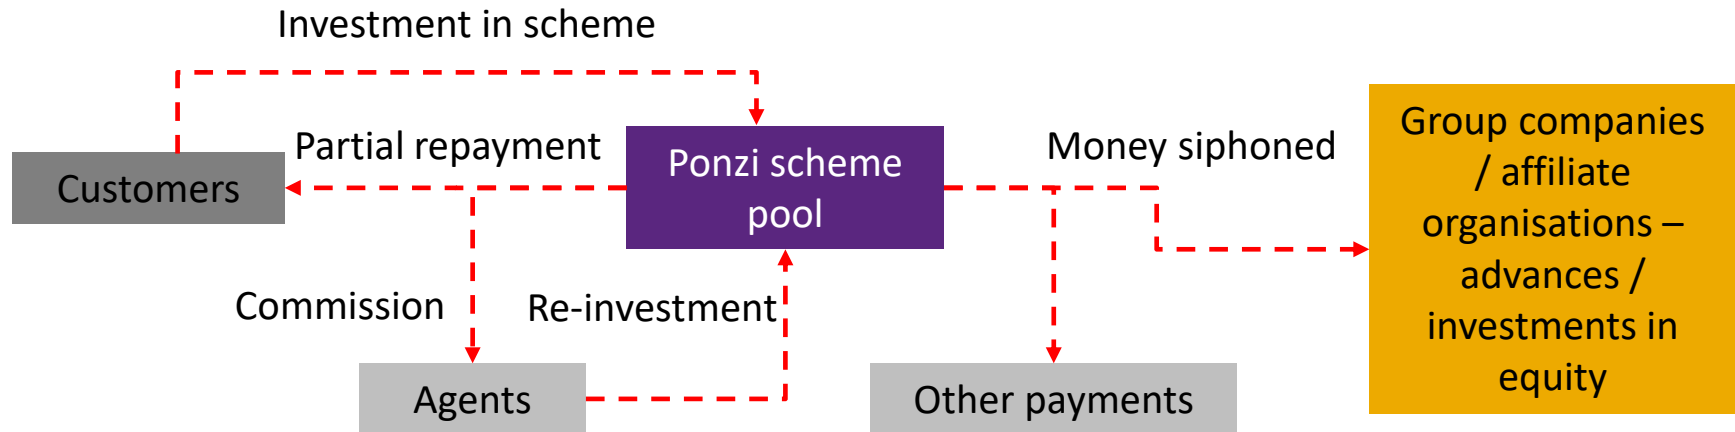 Investment in scheme
Partial repayment
Customers
Ponzi scheme
pool
Money siphoned
Group companies
/ affiliate
organisations –
advances /
investments in
equity
Commission
Re-investment
Agents
Other payments